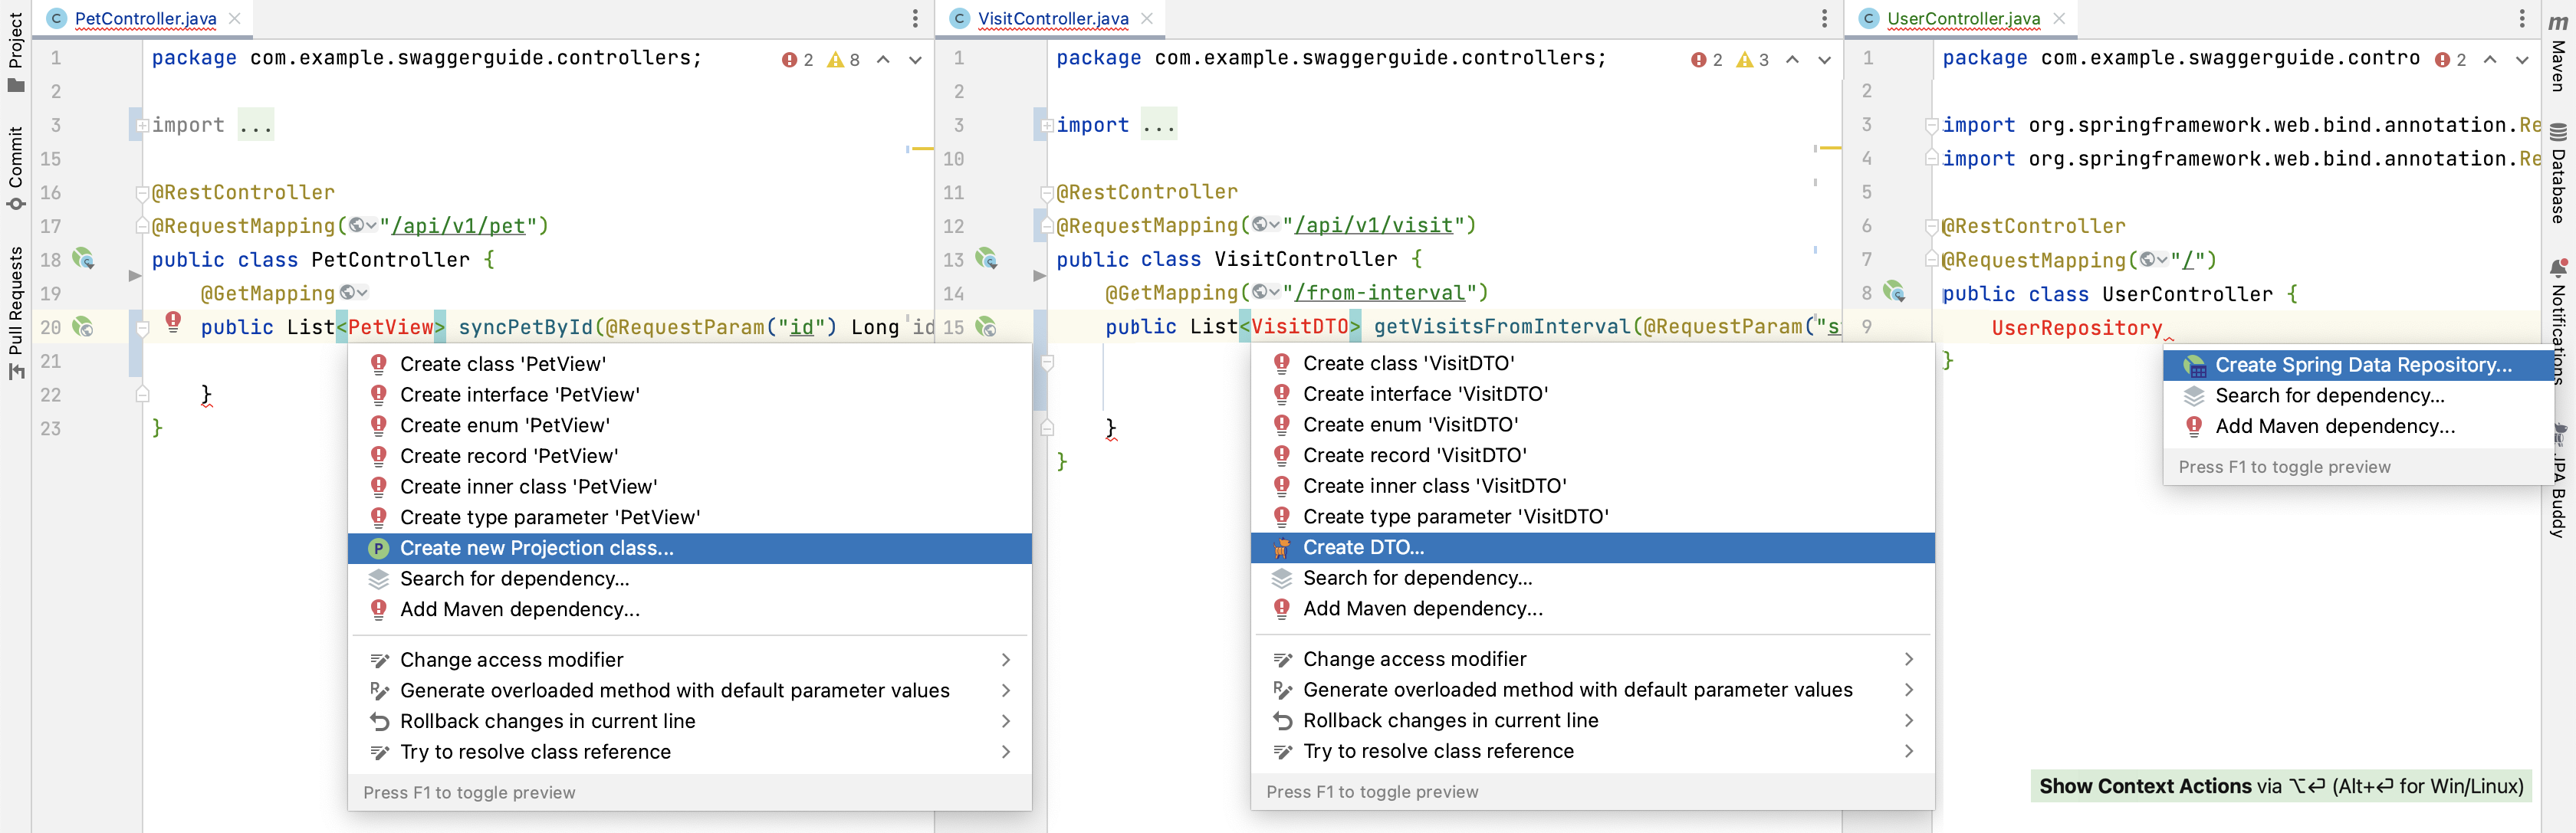 Project
Commit
Pull Requests
PetController.java
1 package com.example.swaggerguide.controllers; 2 8
2
3 import ...
15
16 @RestController
17 @RequestMapping("/api/v1/pet")
18 public class PetController {
19 @GetMapping
20 public List<PetView> syncPetById(@RequestParam("id") Long id
21
22 }
23 }
Create class 'PetView'
Create interface 'PetView'
Create enum 'PetView'
Create record 'PetView'
Create inner class 'PetView'
Create type parameter 'PetView'
Create new Projection class...
Search for dependency...
Add Maven dependency...
Change access modifier
Generate overloaded method with default parameter values
Rollback changes in current line
Try to resolve class reference
Press F1 to toggle preview
VisitController.java
1 package com.example.swaggerguide.controllers; 2 3
2
3 import ...
10
11 @RestController
12 @RequestMapping("/api/v1/visit")
13 public class VisitController {
14 @GetMapping("/from-interval")
15 public List<VisitDTO> getVisitsFromInterval(@RequestParam("s
}
}
Create class 'VisitDTO'
Create interface 'VisitDTO'
Create enum 'VisitDTO'
Create record 'VisitDTO'
Create inner class 'VisitDTO'
Create type parameter 'VisitDTO'
Create DTO...
Search for dependency...
Add Maven dependency...
Change access modifier
Generate overloaded method with default parameter values
Rollback changes in current line
Try to resolve class reference
Press F1 to toggle preview
UserController.java
1 package com.example.swaggerguide.contro 2
2
3 import org.springframework.web.bind.annotation.Re
4 import org.springframework.web.bind.annotation.Re
5
6 @RestController
7 @RequestMapping("/")
8 public class UserController {
9 UserRepository
}
Create Spring Data Repository...
Search for dependency...
Add Maven dependency...
Press F1 to toggle preview
Show Context Actions via ⌥⏎ (Alt+⏎ for Win/Linux)
m
Maven
Database
Notifications
JPA Buddy